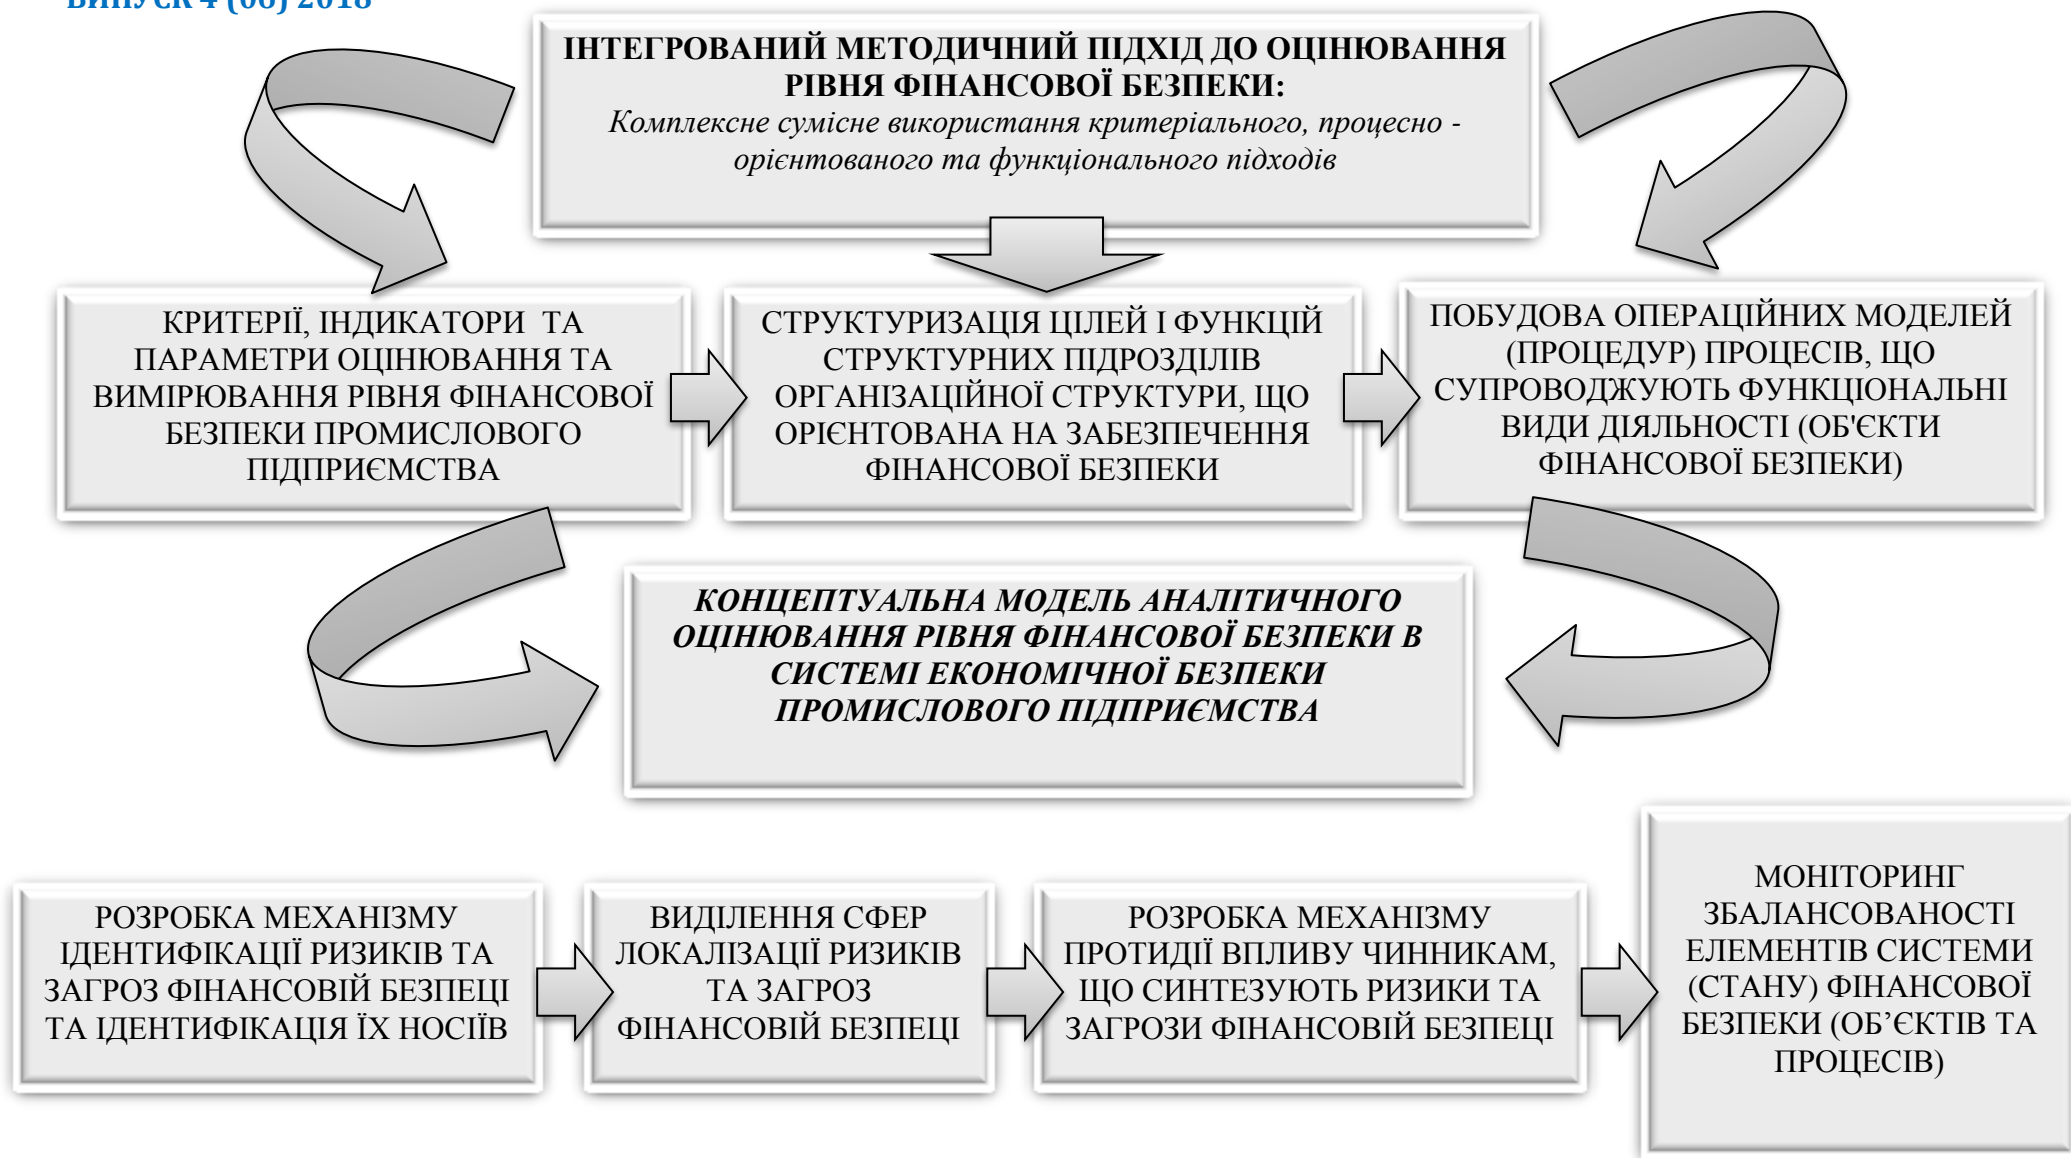 ВИПУСК 4 (06) 2018
ІНТЕГРОВАНИЙ МЕТОДИЧНИЙ ПІДХІД ДО ОЦІНЮВАННЯ
РІВНЯ ФІНАНСОВОЇ БЕЗПЕКИ:
Комплексне сумісне використання критеріального, процесно -
орієнтованого та функціонального підходів
КРИТЕРІЇ, ІНДИКАТОРИ ТА
ПАРАМЕТРИ ОЦІНЮВАННЯ ТА
ВИМІРЮВАННЯ РІВНЯ ФІНАНСОВОЇ
БЕЗПЕКИ ПРОМИСЛОВОГО
ПІДПРИЄМСТВА
СТРУКТУРИЗАЦІЯ ЦІЛЕЙ І ФУНКЦІЙ
СТРУКТУРНИХ ПІДРОЗДІЛІВ
ОРГАНІЗАЦІЙНОЇ СТРУКТУРИ, ЩО
ОРІЄНТОВАНА НА ЗАБЕЗПЕЧЕННЯ
ФІНАНСОВОЇ БЕЗПЕКИ
ПОБУДОВА ОПЕРАЦІЙНИХ МОДЕЛЕЙ
(ПРОЦЕДУР) ПРОЦЕСІВ, ЩО
СУПРОВОДЖУЮТЬ ФУНКЦІОНАЛЬНІ
ВИДИ ДІЯЛЬНОСТІ (ОБ'ЄКТИ
ФІНАНСОВОЇ БЕЗПЕКИ)
КОНЦЕПТУАЛЬНА МОДЕЛЬ АНАЛІТИЧНОГО
ОЦІНЮВАННЯ РІВНЯ ФІНАНСОВОЇ БЕЗПЕКИ В
СИСТЕМІ ЕКОНОМІЧНОЇ БЕЗПЕКИ
ПРОМИСЛОВОГО ПІДПРИЄМСТВА
РОЗРОБКА МЕХАНІЗМУ
ІДЕНТИФІКАЦІЇ РИЗИКІВ ТА
ЗАГРОЗ ФІНАНСОВІЙ БЕЗПЕЦІ
ТА ІДЕНТИФІКАЦІЯ ЇХ НОСІЇВ
ВИДІЛЕННЯ СФЕР
ЛОКАЛІЗАЦІЇ РИЗИКІВ
ТА ЗАГРОЗ
ФІНАНСОВІЙ БЕЗПЕЦІ
РОЗРОБКА МЕХАНІЗМУ
ПРОТИДІЇ ВПЛИВУ ЧИННИКАМ,
ЩО СИНТЕЗУЮТЬ РИЗИКИ ТА
ЗАГРОЗИ ФІНАНСОВІЙ БЕЗПЕЦІ
МОНІТОРИНГ
ЗБАЛАНСОВАНОСТІ
ЕЛЕМЕНТІВ СИСТЕМИ
(СТАНУ) ФІНАНСОВОЇ
БЕЗПЕКИ (ОБ’ЄКТІВ ТА
ПРОЦЕСІВ)